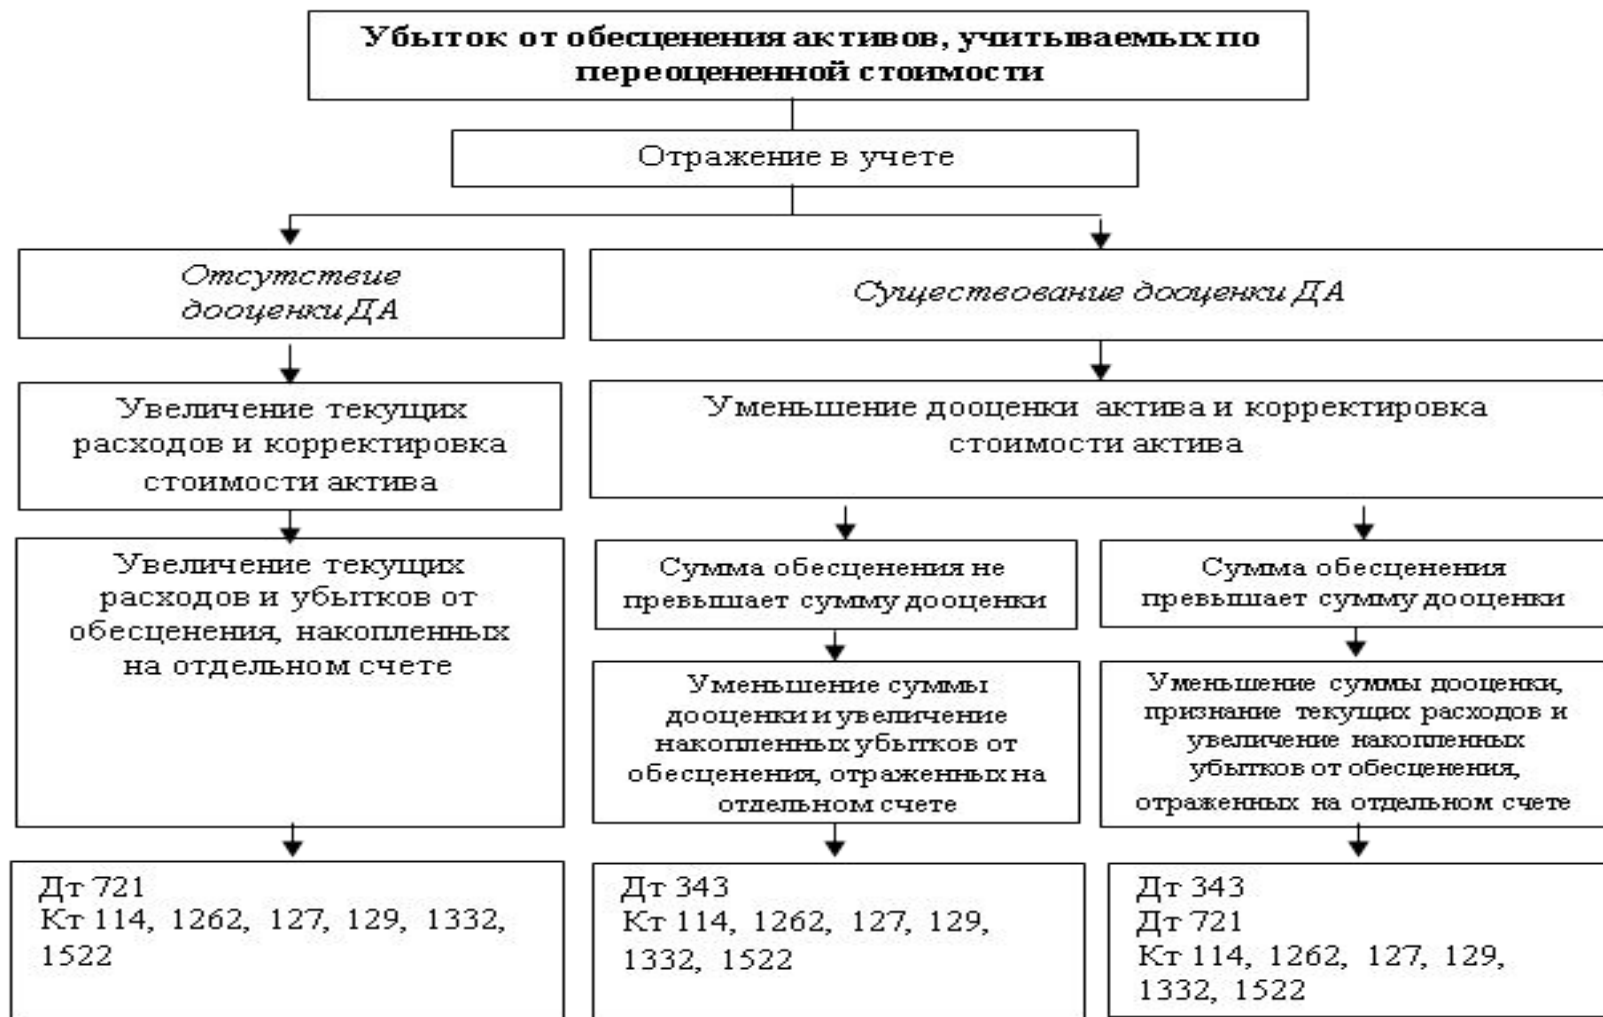 Убыток от обесценения активов, учитываемых по
переоцененной стоимости
Отражение в учете
Отсутствие
дооценки ДА
Существование дооценки ДА
Увеличение текущих
расходов и корректировка
стоимости актива
Уменьшение дооценки актива и корректировка
стоимости актива
Увеличение текущих
расходов и убытков от
обесценения, накопленных
на отдельном счете
Сумма обесценения не
превышает сумму дооценки
Сумма обесценения
превышает сумму дооценки
Уменьшение суммы
дооценки и увеличение
накопленных убытков от
обесценения, отраженных на
отдельном счете
Уменьшение суммы дооценки,
признание текущих расходов и
увеличение накопленных
убытков от обесценения,
отраженных на отдельном счете
Дт 721
Кт 114, 1262, 127, 129, 1332,
1522
Дт 343
Кт 114, 1262, 127, 129,
1332, 1522
Дт 343
Дт 721
Кт 114, 1262, 127, 129,
1332, 1522